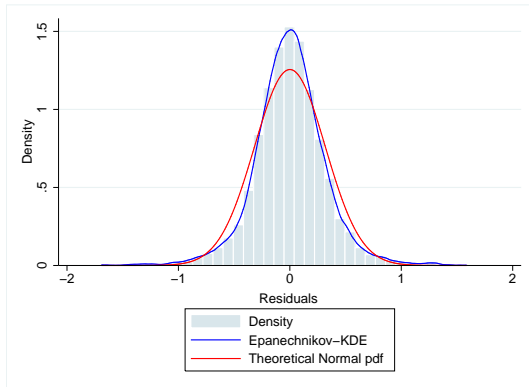 1.5
1
.5
0
Density
−2
−1
0
1
2
Residuals
Density
Epanechnikov−KDE
Theoretical Normal pdf